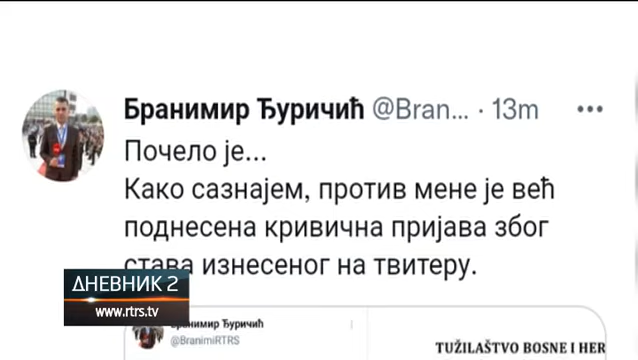 Бранимир Ђуричић @Bran... · 13m
Почело је...
Како сазнајем, против мене је већ
поднесена кривична пријава због
става изнесеног на твитеру.
ДНЕВНИК 2
www.rtrs.tv
Бранимир Ђуричић
@BranimiRTRS
TUŽILAŠTVO BOSNE I HER